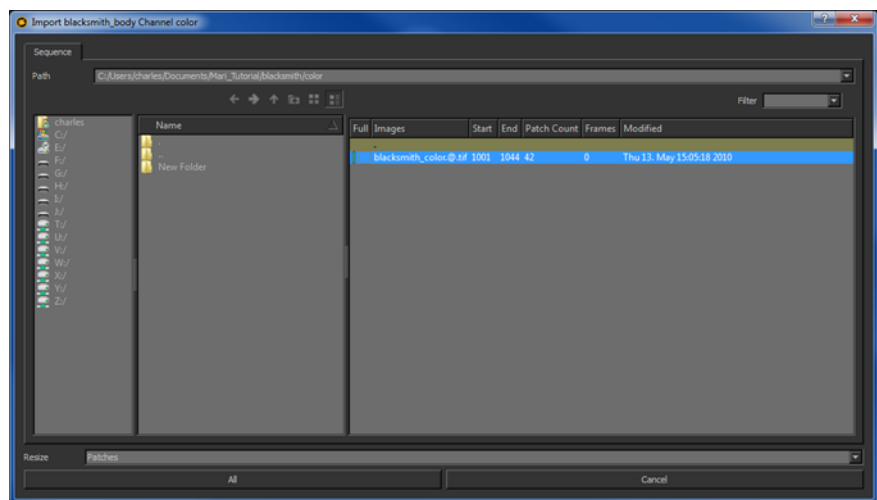 Import blacksmith_body Channel color
Sequence
Path C:/Users/charles/Documents/Mari_Tutorial/blacksmith/color
Filter
charles
C:/
E:/
F:/
G:/
H:/
I:/
J:/
T:/
U:/
V:/
W:/
X:/
Y:/
Z:/
Name
.
..
New Folder
Full Images Start End Patch Count Frames Modified
.
blacksmith_color.@.tif 1001 1044 42 0 Thu 13. May 15:05:18 2010
Resize Patches
All Cancel